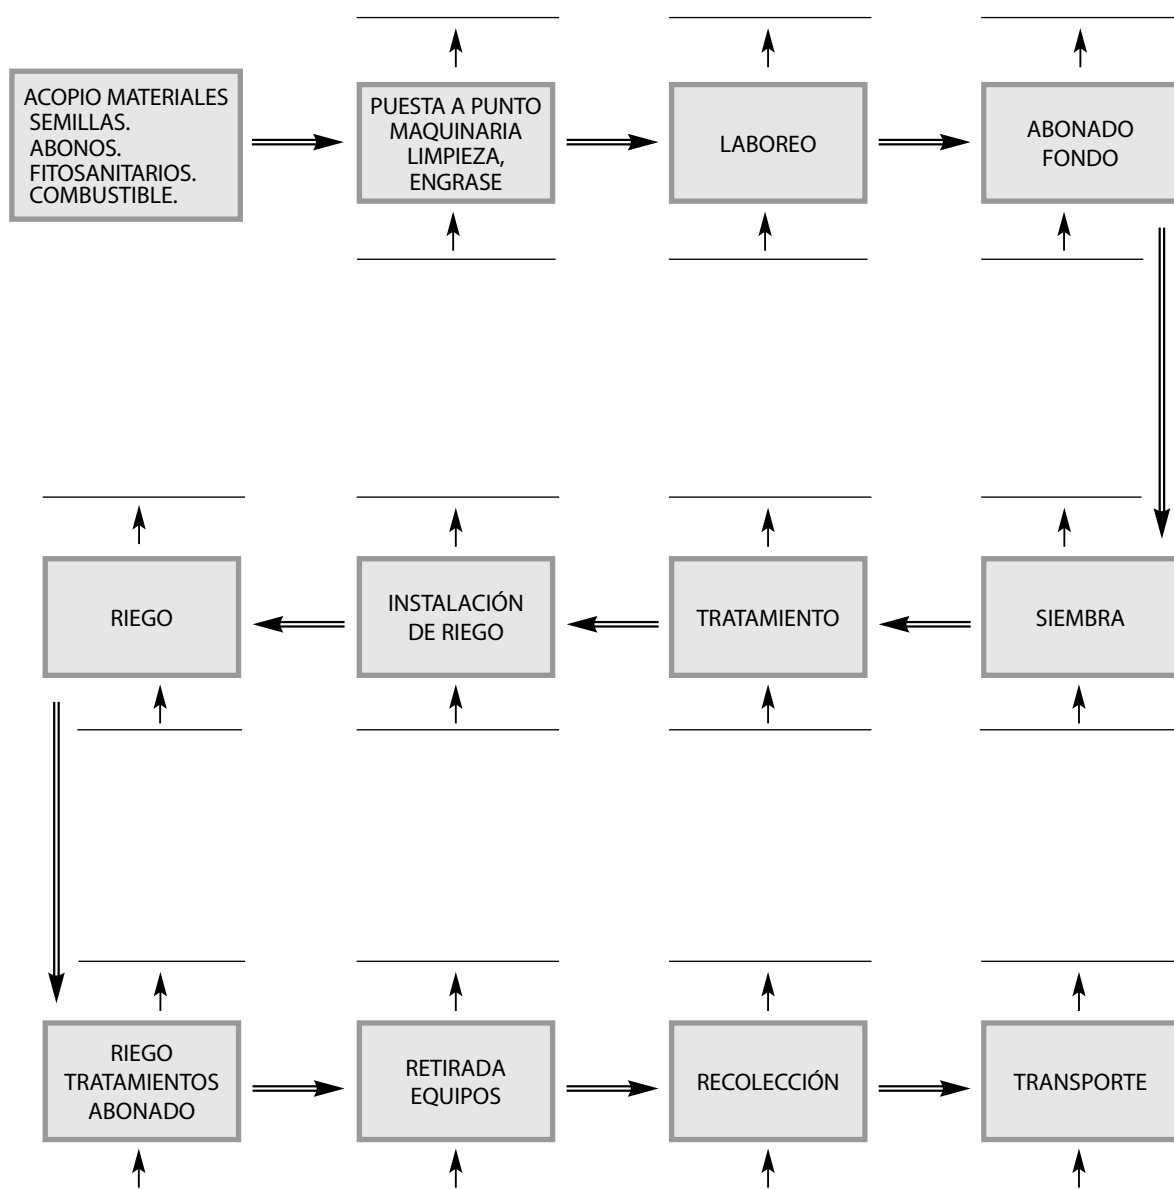 ACOPIO MATERIALES
SEMILLAS.
ABONOS.
FITOSANITARIOS.
COMBUSTIBLE.
PUESTA A PUNTO
MAQUINARIA
LIMPIEZA,
ENGRASE
LABOREO
ABONADO
FONDO
SIEMBRA
TRATAMIENTO
INSTALACIÓN
DE RIEGO
RIEGO
RIEGO
TRATAMIENTOS
ABONADO
RETIRADA
EQUIPOS
RECOLECCIÓN
TRANSPORTE